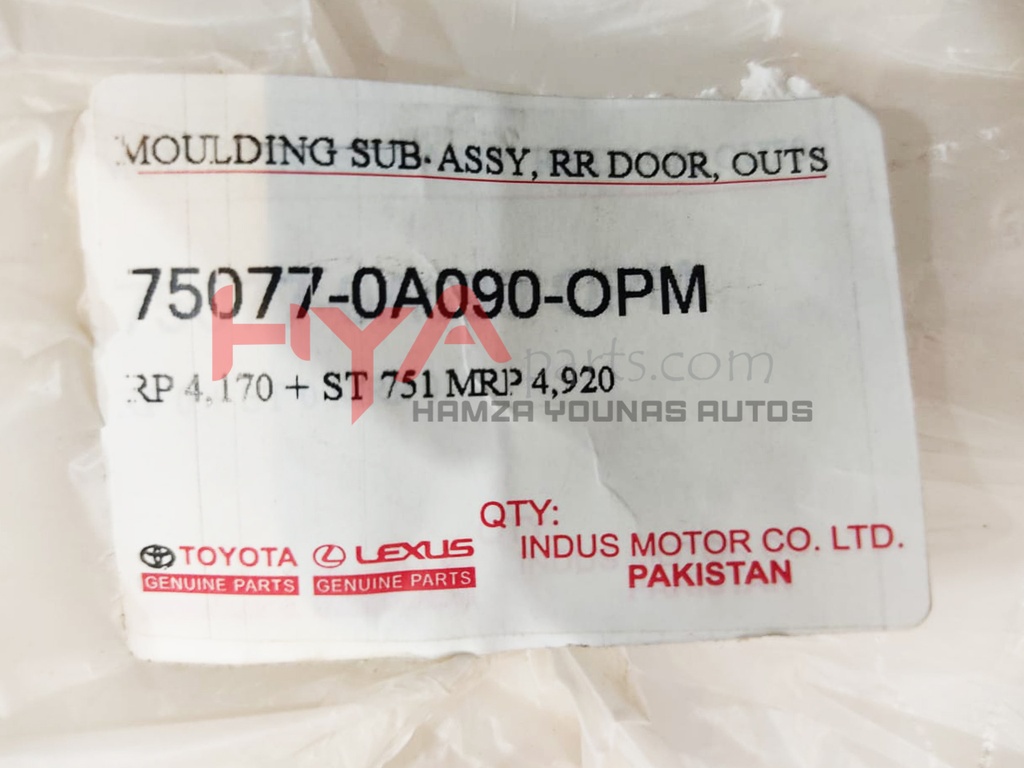 MOULDING SUB-ASSY, RR DOOR, OUTS
75077-0A090-OPM
HYA parts.com
RP 4,170 + ST 751 MRP 4,920
HAMZA YOUNAS AUTOS
QTY:
TOYOTA LEXUS INDUS MOTOR CO. LTD.
GENUINE PARTS GENUINE PARTS PAKISTAN